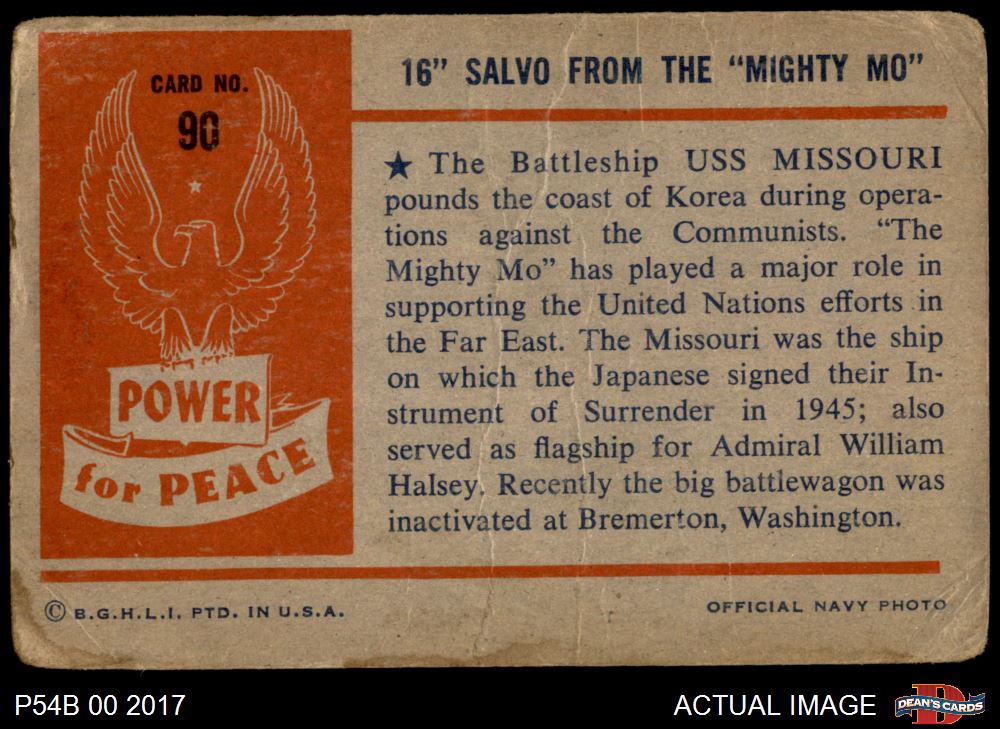 CARD NO.
90
POWER
for PEACE
16” SALVO FROM THE “MIGHTY MO”
★ The Battleship USS MISSOURI
pounds the coast of Korea during opera-
tions against the Communists. “The
Mighty Mo” has played a major role in
supporting the United Nations efforts in
the Far East. The Missouri was the ship
on which the Japanese signed their In-
strument of Surrender in 1945; also
served as flagship for Admiral William
Halsey. Recently the big battlewagon was
inactivated at Bremerton, Washington.
© B.G.H.L.I. PTD. IN U.S.A.
OFFICIAL NAVY PHOTO
P54B 00 2017
ACTUAL IMAGE
D
DEAN'S CARDS